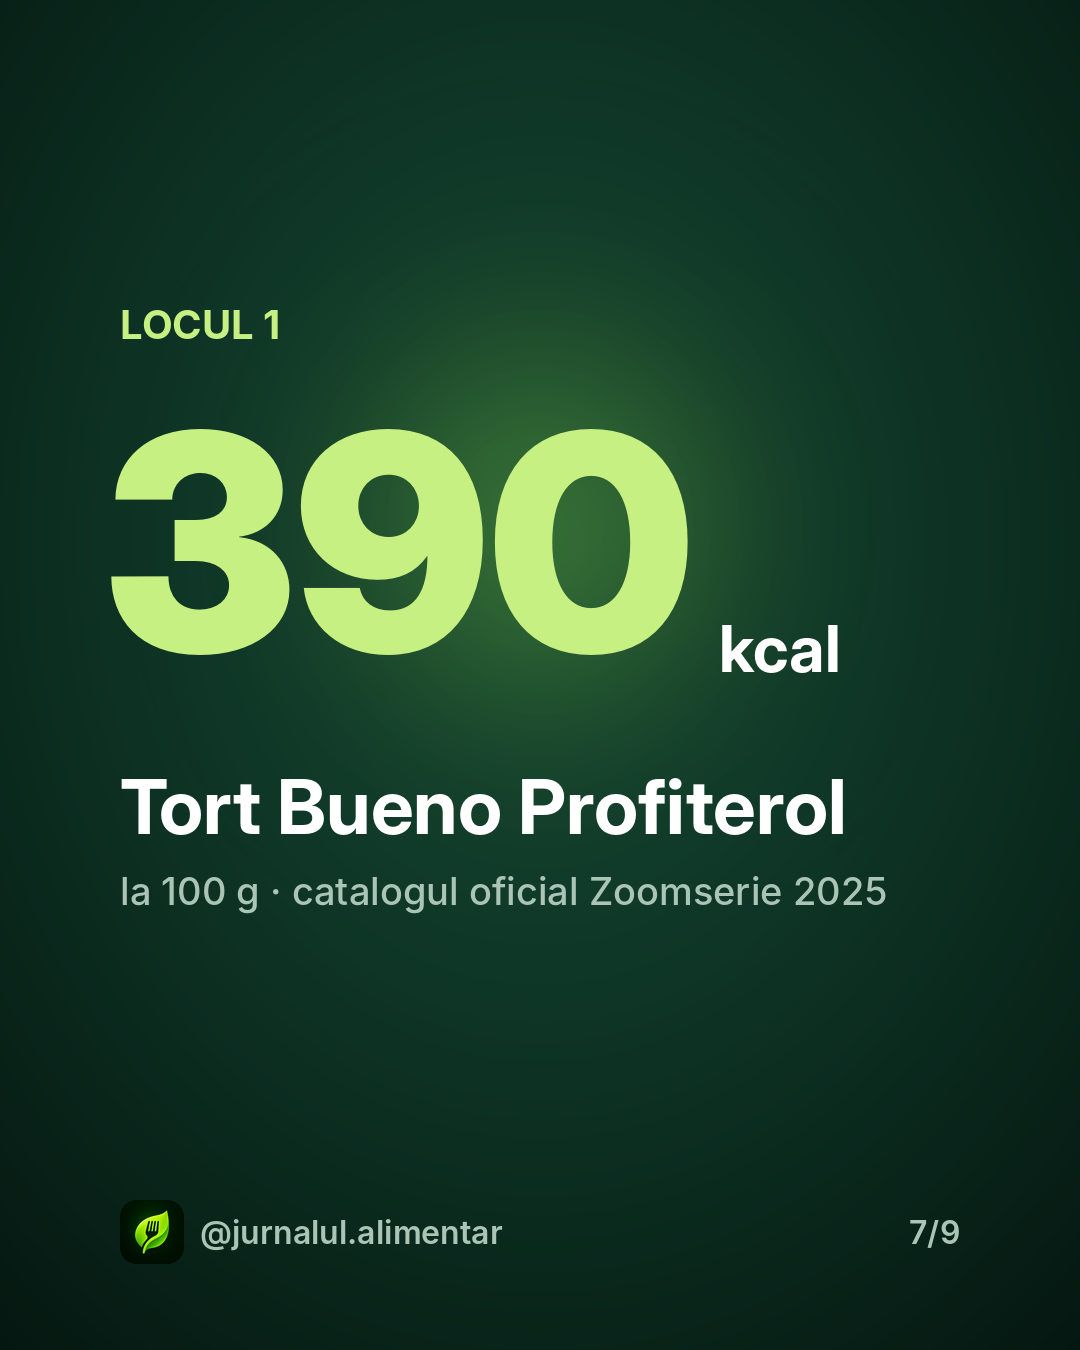 LOCUL 1
390 kcal
Tort Bueno Profiterol
la 100 g · catalogul oficial Zoomserie 2025
@jurnalul.alimentar
7/9